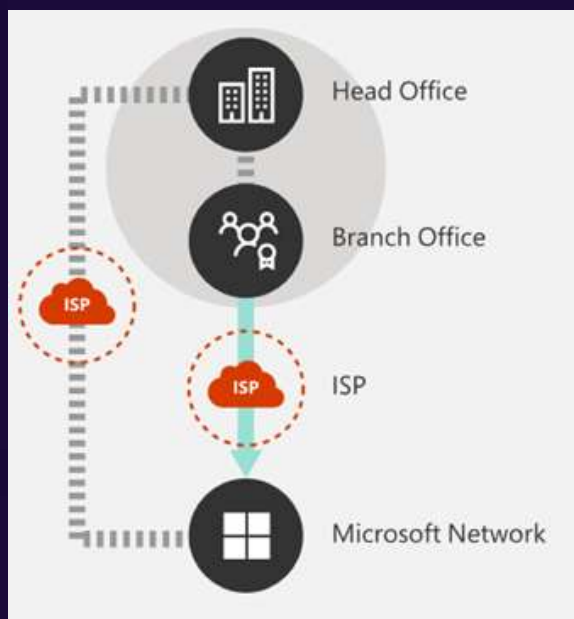 Head Office
Branch Office
ISP
ISP
ISP
Microsoft Network